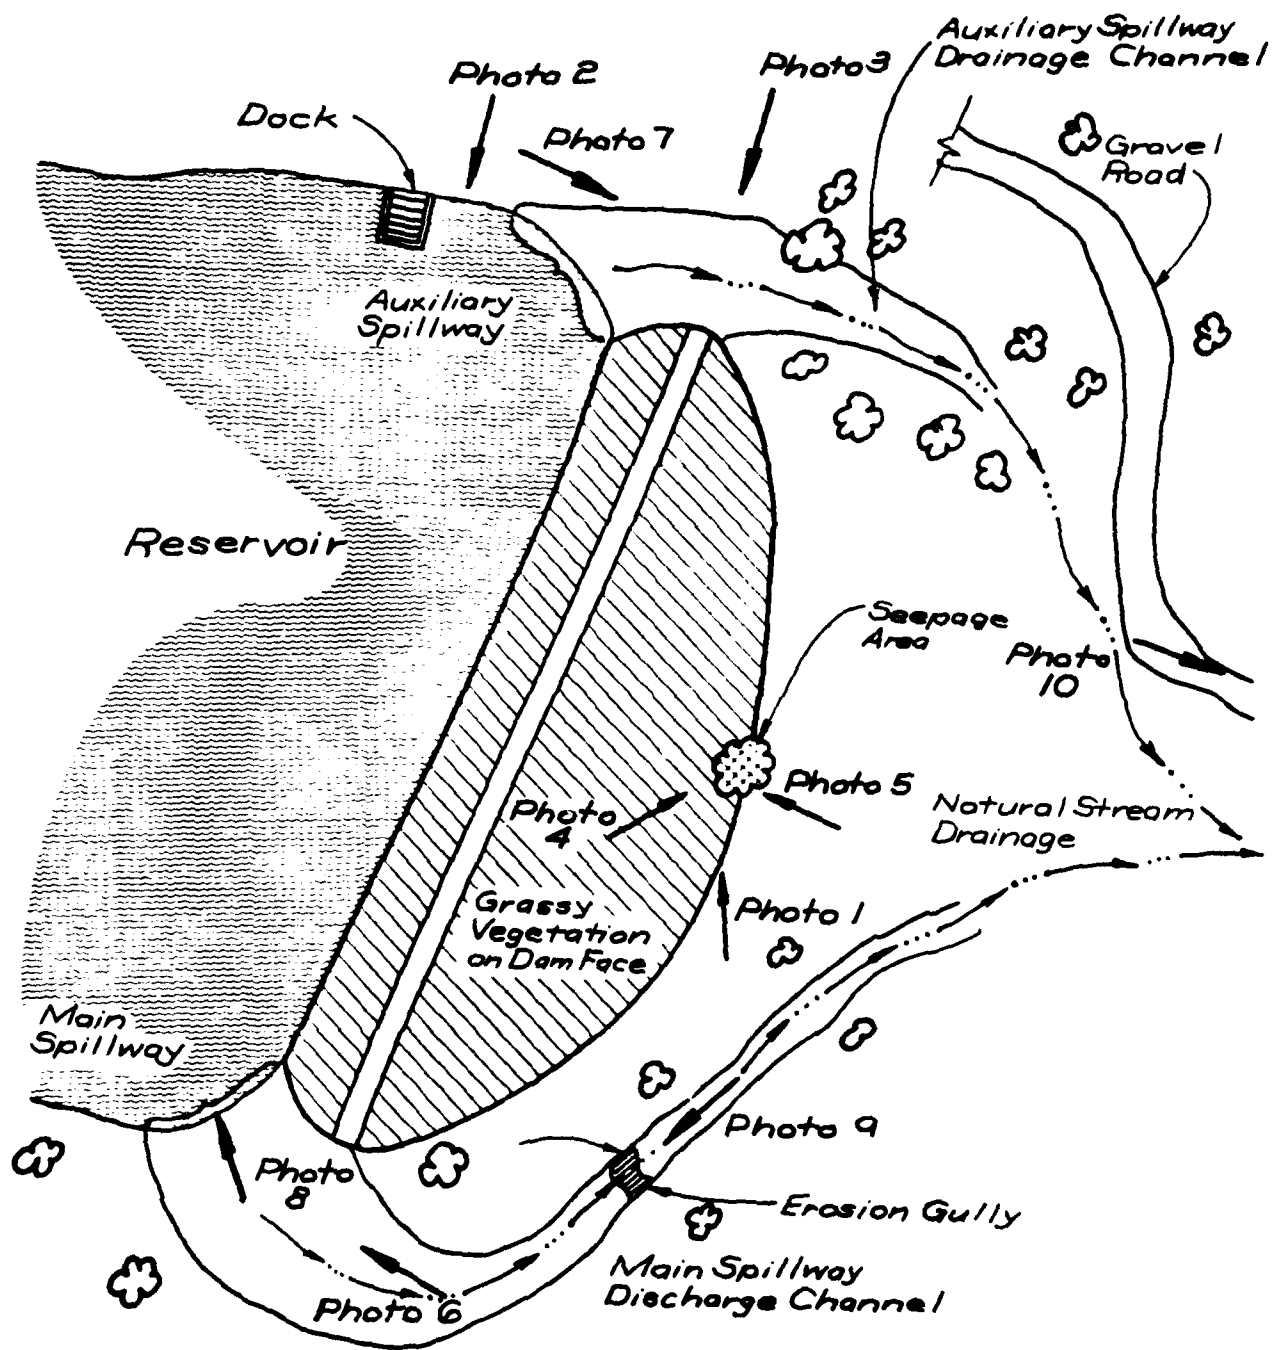 Auxiliary Spillway
Drainage Channel
Photo 2
Photo 3
Dock
Photo 7
Gravel
Road
Auxiliary
Spillway
Reservoir
Seepage
Area
Photo
10
Photo 5
Photo
4
Natural Stream
Drainage
Grassy
Vegetation
on Dam Face
Photo 1
Main
Spillway
Photo 9
Photo
8
Erosion Gully
Main Spillway
Discharge Channel
Photo 6